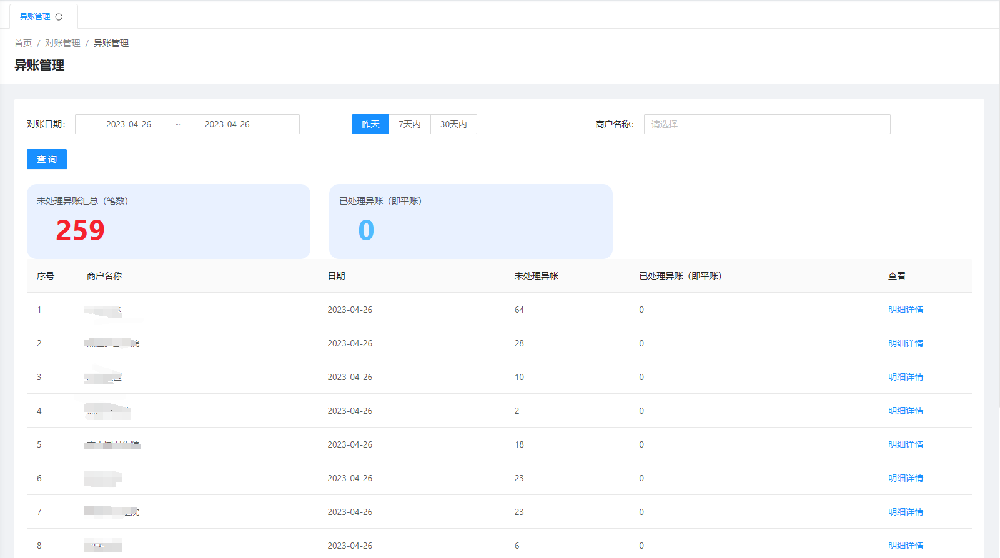 异账管理
首页 / 对账管理 / 异账管理
异账管理
对账日期： 2023-04-26 ~ 2023-04-26 昨天 7天内 30天内 商户名称： 请选择
查 询
未处理异账汇总（笔数） 已处理异账（即平账）
259 0
序号 商户名称 日期 未处理异帐 已处理异账（即平账） 查看
1 2023-04-26 64 0 明细详情
2 院 2023-04-26 28 0 明细详情
3 2023-04-26 10 0 明细详情
4 2023-04-26 2 0 明细详情
5 2023-04-26 18 0 明细详情
6 2023-04-26 23 0 明细详情
7 院 2023-04-26 23 0 明细详情
8 2023-04-26 6 0 明细详情